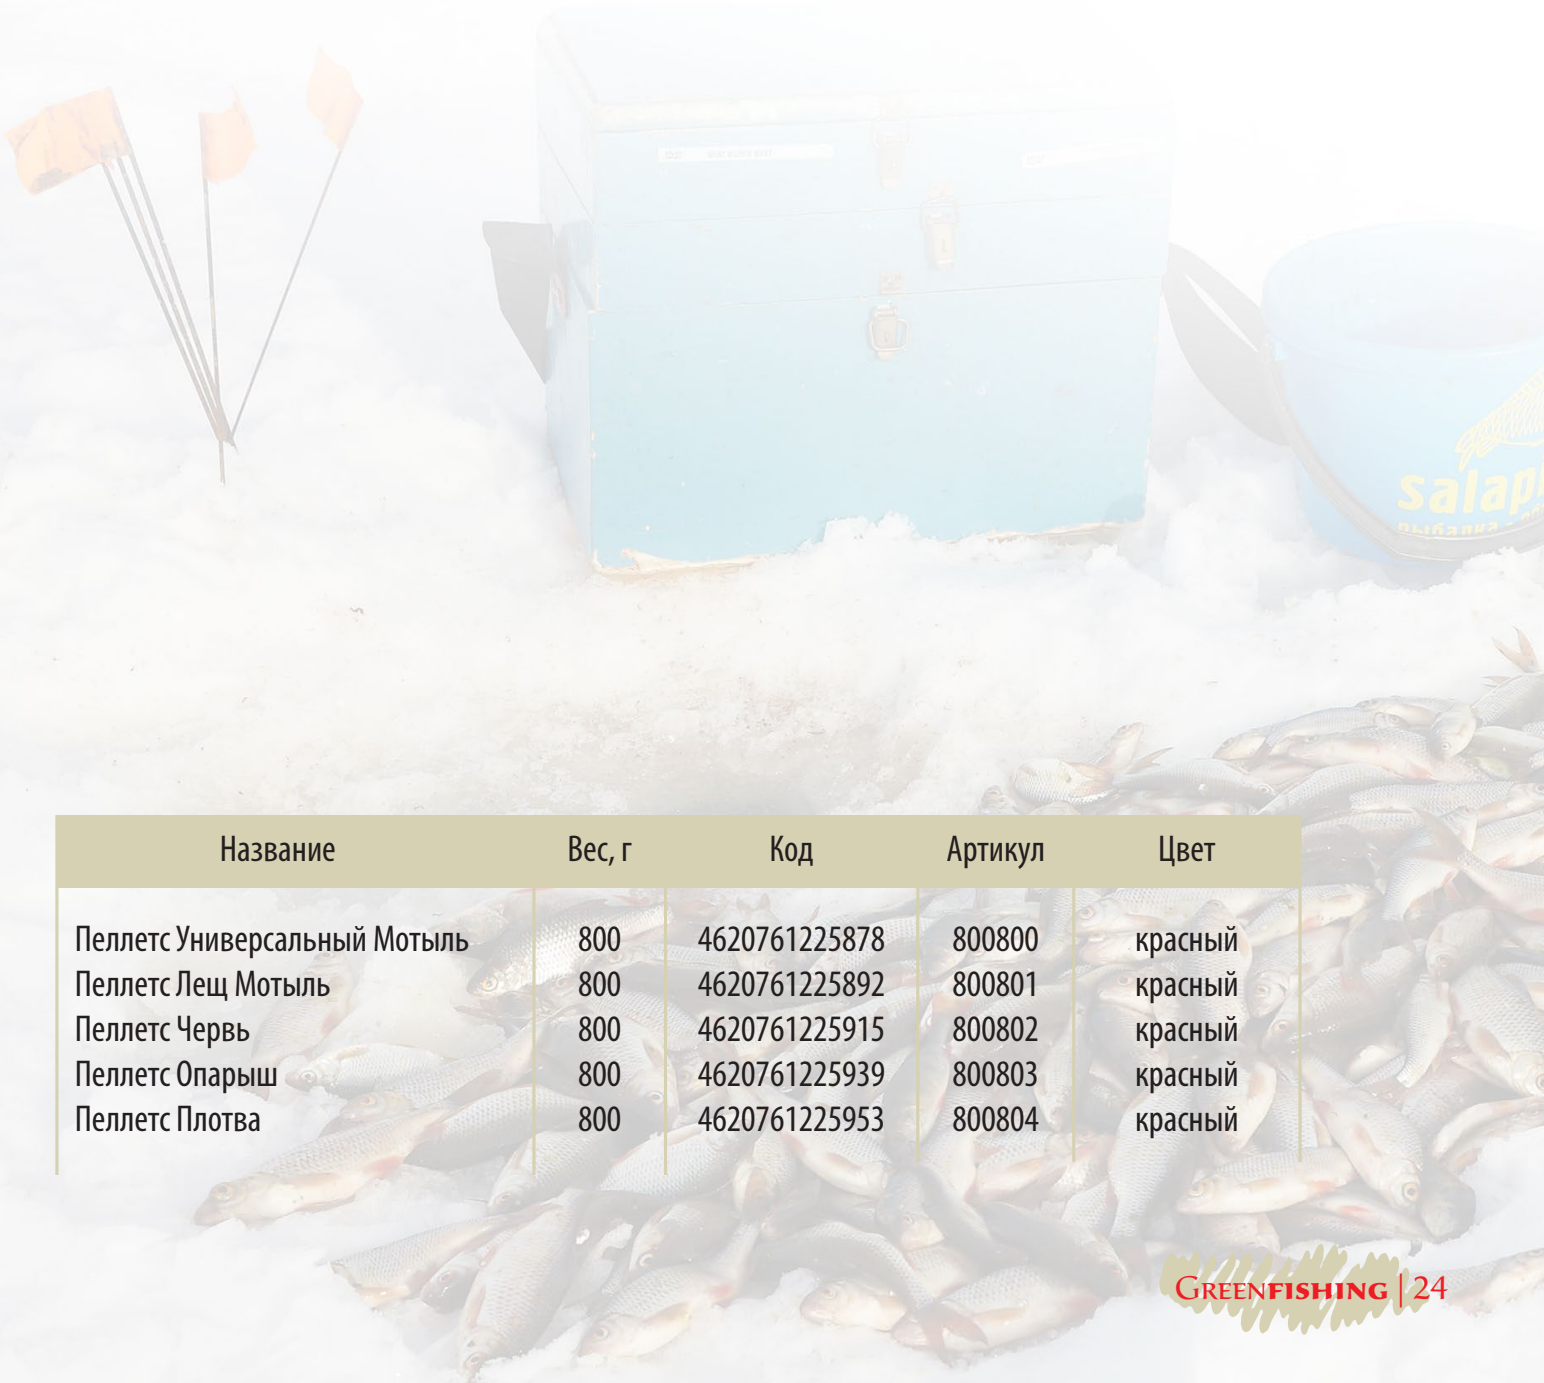 Название Вес, г Код Артикул Цвет
Пеллетс Универсальный Мотыль 800 4620761225878 800800 красный
Пеллетс Лещ Мотыль 800 4620761225892 800801 красный
Пеллетс Червь 800 4620761225915 800802 красный
Пеллетс Опарыш 800 4620761225939 800803 красный
Пеллетс Плотва 800 4620761225953 800804 красный
GREENFISHING | 24